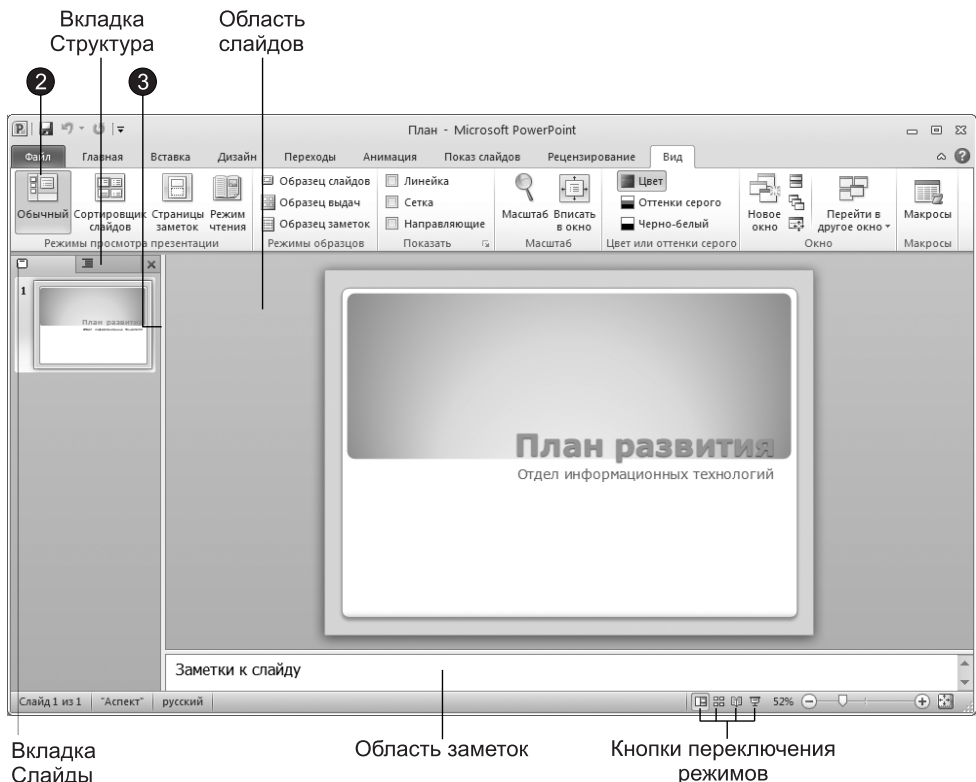 Вкладка
Структура
Область
слайдов
2
3
План - Microsoft PowerPoint
Файл Главная Вставка Дизайн Переходы Анимация Показ слайдов Рецензирование Вид
Обычный
Сортировщик
слайдов
Страницы
заметок
Режим
чтения
Режимы просмотра презентации
Образец слайдов
Образец выдач
Образец заметок
Режимы образцов
Линейка
Сетка
Направляющие
Показать
Масштаб
Вписать
в окно
Масштаб
Цвет
Оттенки серого
Черно-белый
Цвет или оттенки серого
Новое
окно
Перейти в
другое окно
Окно
Макросы
Макросы
1
План развития
План развития
Отдел информационных технологий
Заметки к слайду
Слайд 1 из 1 "Аспект" русский 52%
Вкладка
Слайды
Область заметок
Кнопки переключения
режимов